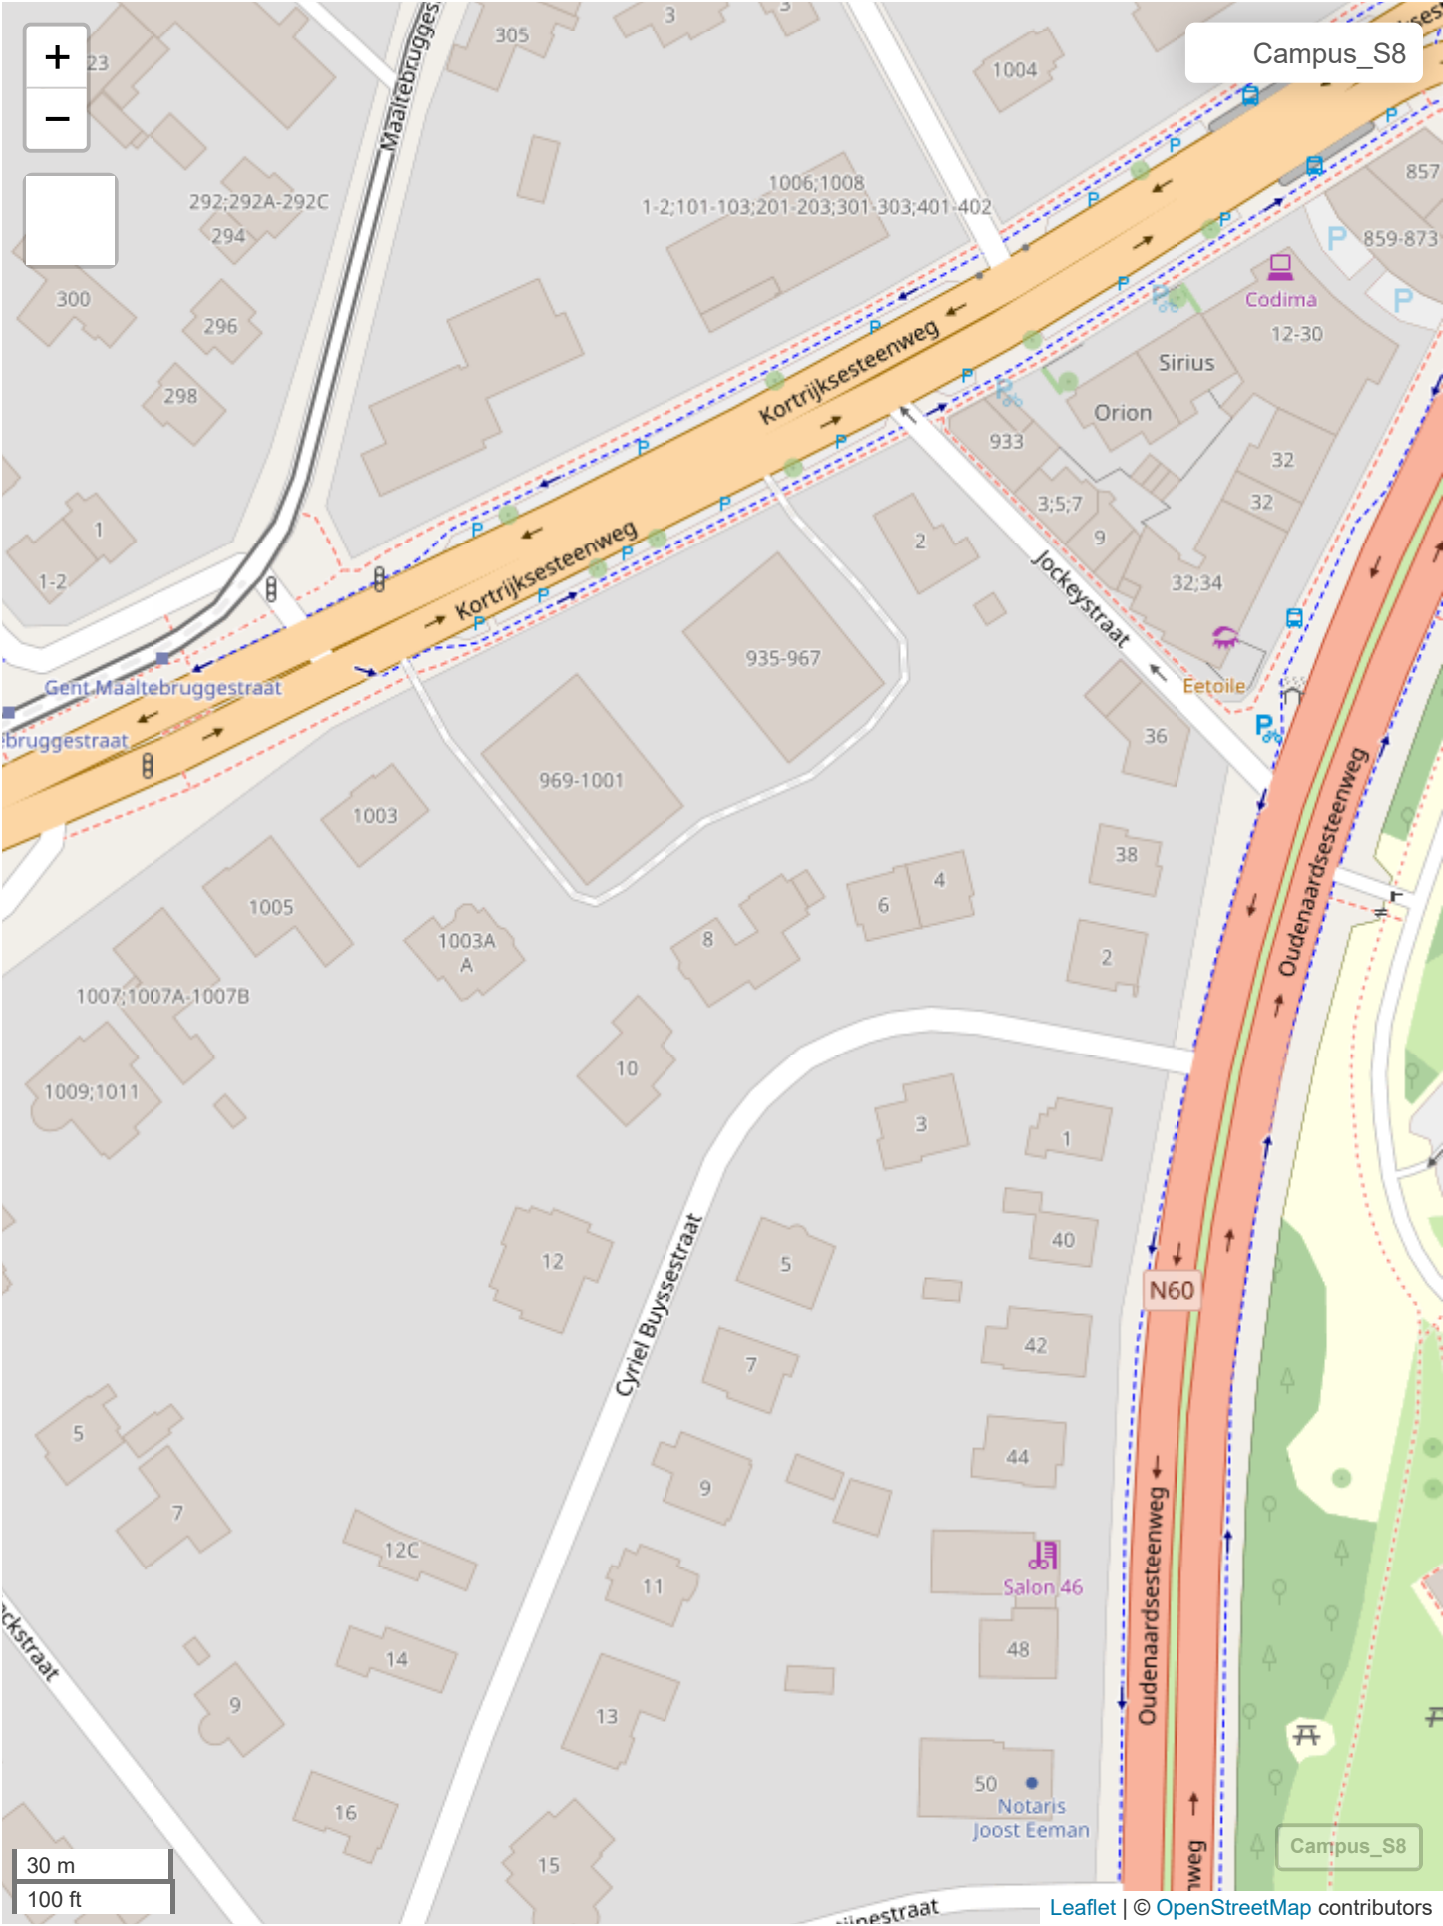 +
−
Campus_S8
23
305
3
3
1004
Maaltebrugges
857
859-873
292;292A-292C
294
1006;1008
1-2;101-103;201-203;301-303;401-402
300
296
298
Codima
12-30
Sirius
Orion
Kortrijksesteenweg
933
3;5;7
9
32
32
32;34
1
1-2
2
Kortrijksesteenweg
Jockeystraat
935-967
Eetoile
Gent Maaltebruggestraat
ebruggestraat
36
969-1001
1003
38
Oudenaardsesteenweg
1005
1003A
A
8
6
4
2
1007;1007A-1007B
1009;1011
10
3
1
12
5
40
N60
Cyriel Buyssestraat
7
42
5
7
9
44
12C
11
Salon 46
48
Oudenaardsesteenweg
14
9
13
ckstraat
16
50
Notaris
Joost Eeman
15
Campus_S8
nweg
30 m
100 ft
Leaflet | © OpenStreetMap contributors